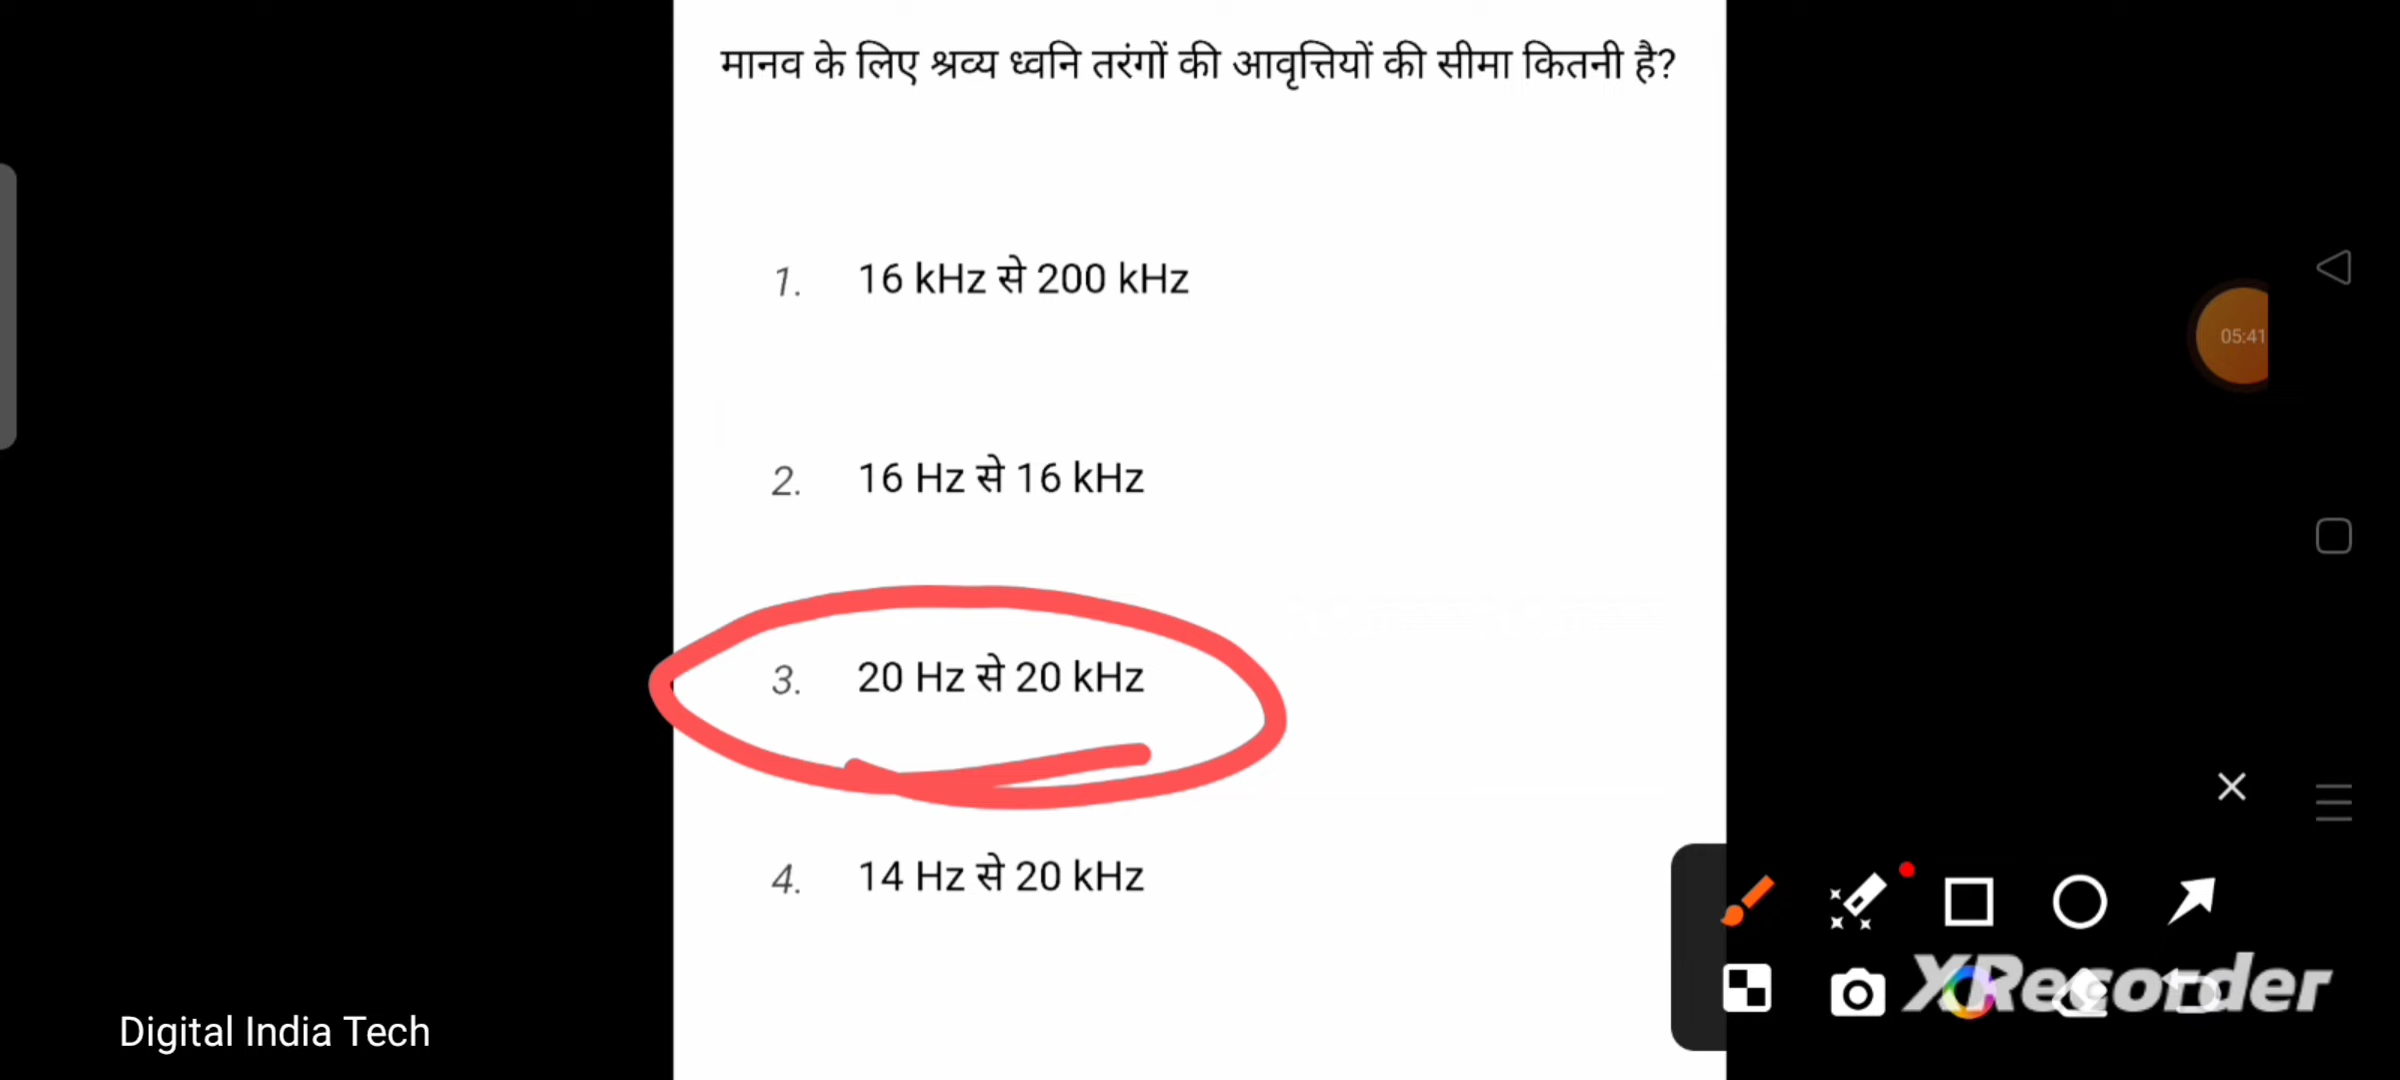 मानव के लिए श्रव्य ध्वनि तरंगों की आवृत्तियों की सीमा कितनी है?
1. 16 kHz से 200 kHz
05:41
2. 16 Hz से 16 kHz
3. 20 Hz से 20 kHz
4. 14 Hz से 20 kHz
XRecorder
Digital India Tech